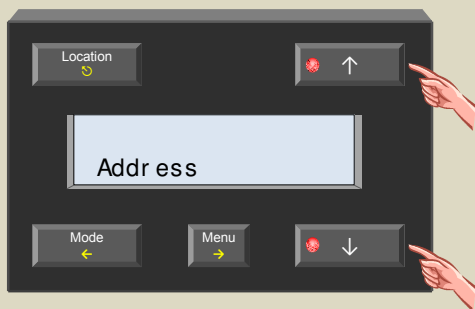 Location
↑
Address
Mode
←
Menu
→
↓